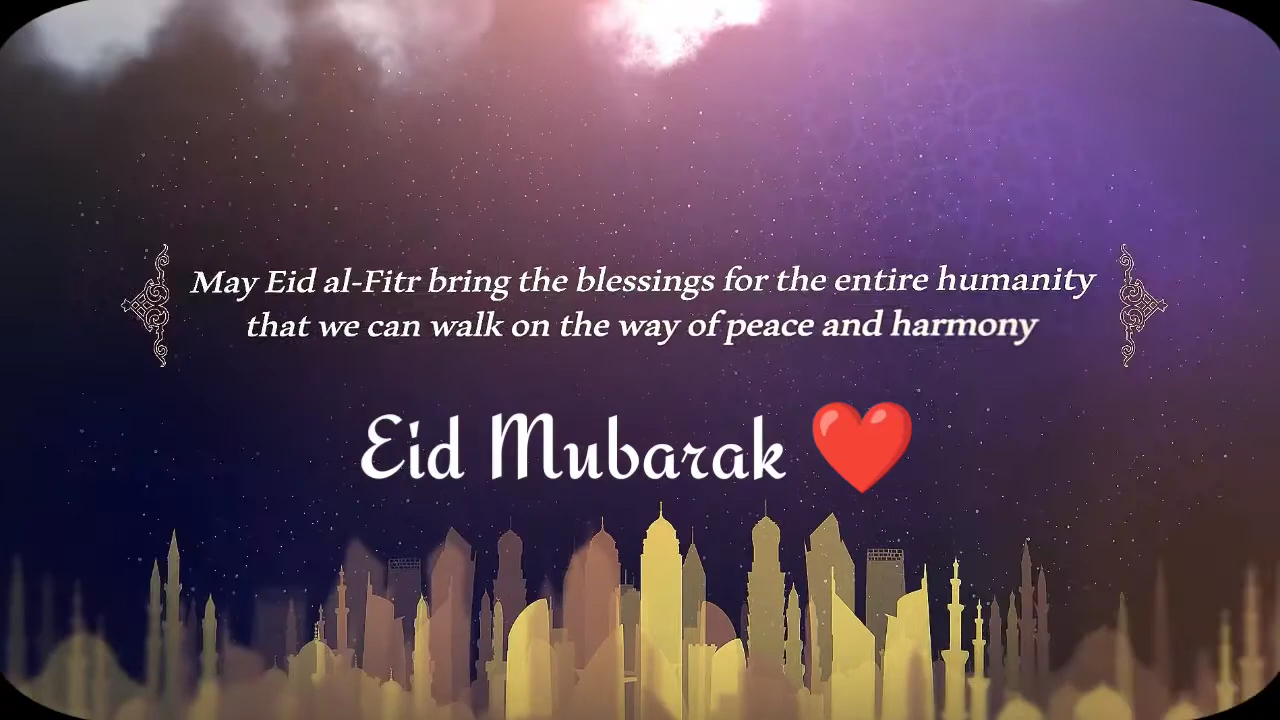 May Eid al-Fitr bring the blessings for the entire humanity
that we can walk on the way of peace and harmony
Eid Mubarak ❤️